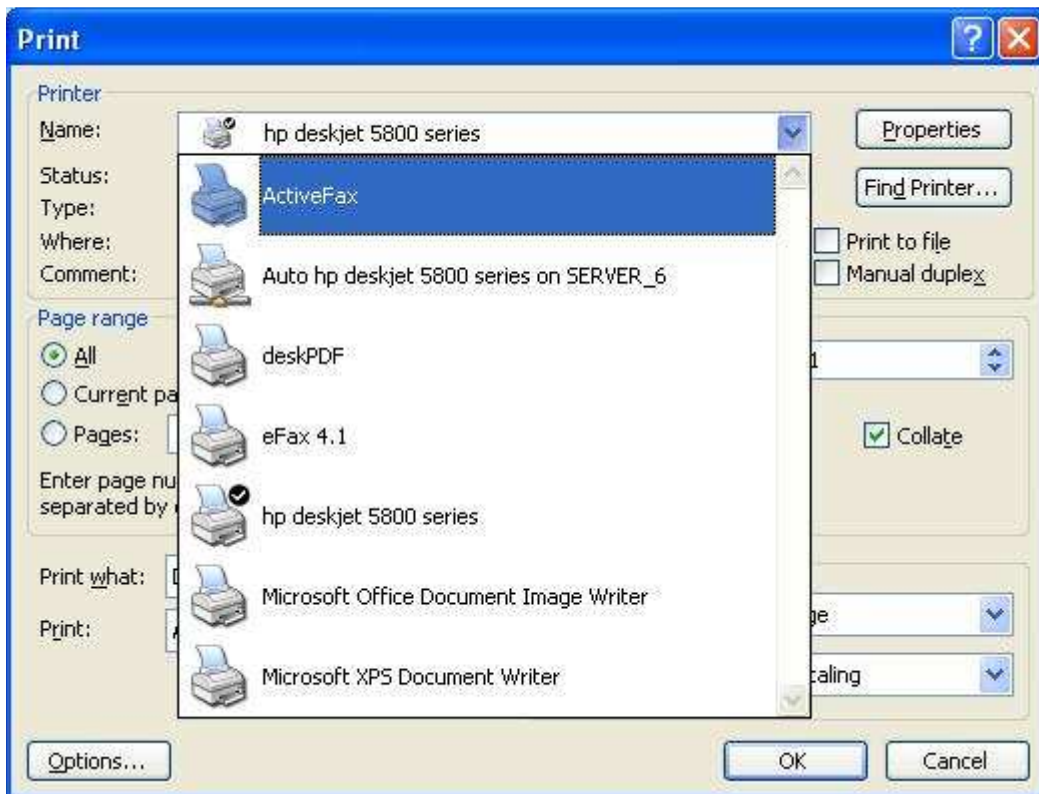 Print
Printer
Name: hp deskjet 5800 series Properties
Status: ActiveFax Find Printer...
Type:
Where: Print to file
Comment: Auto hp deskjet 5800 series on SERVER_6 Manual duplex
Page range
All deskPDF 1
Current pa
Pages: eFax 4.1 Collate
Enter page nu
separated by hp deskjet 5800 series
Print what: Microsoft Office Document Image Writer
Print:
Microsoft XPS Document Writer
Options... OK Cancel